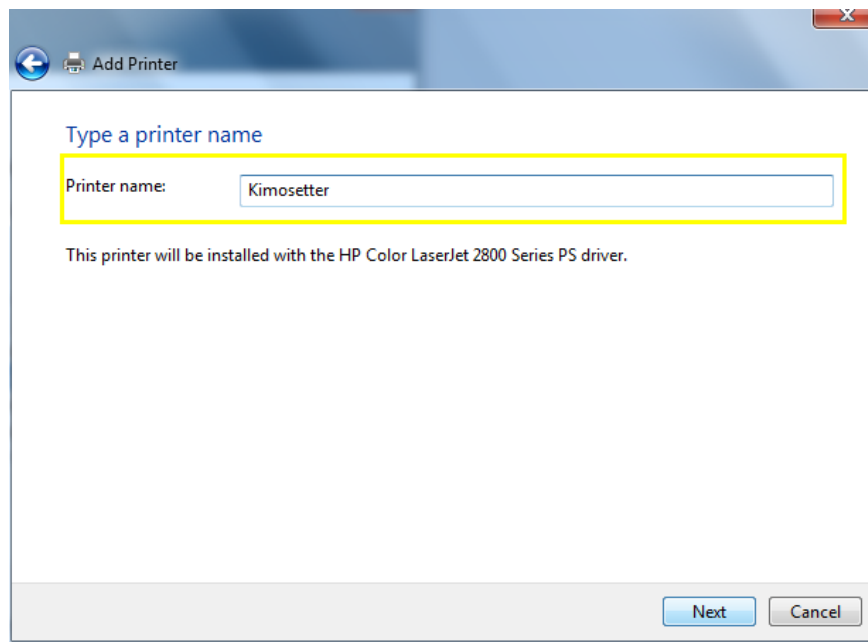 Add Printer
Type a printer name
Printer name: Kimosetter
This printer will be installed with the HP Color LaserJet 2800 Series PS driver.
Next Cancel